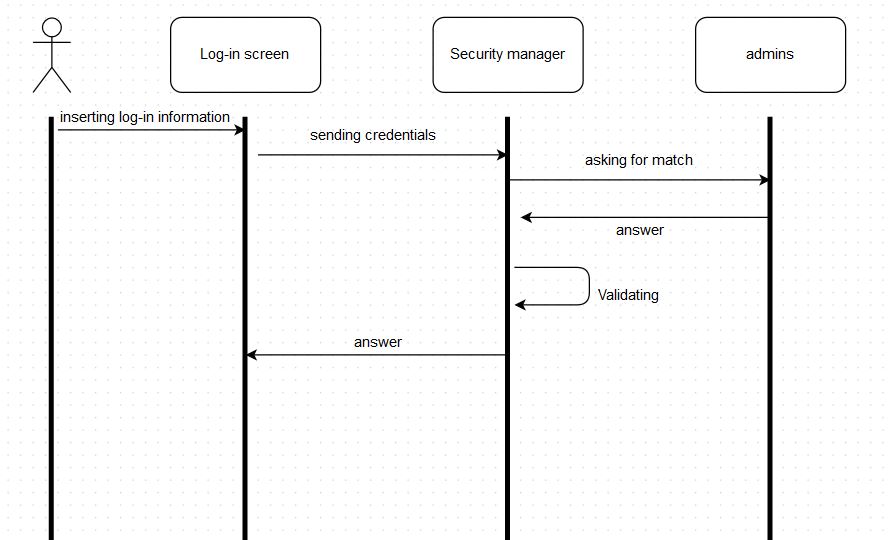 Log-in screen
Security manager
admins
inserting log-in information
sending credentials
asking for match
answer
Validating
answer